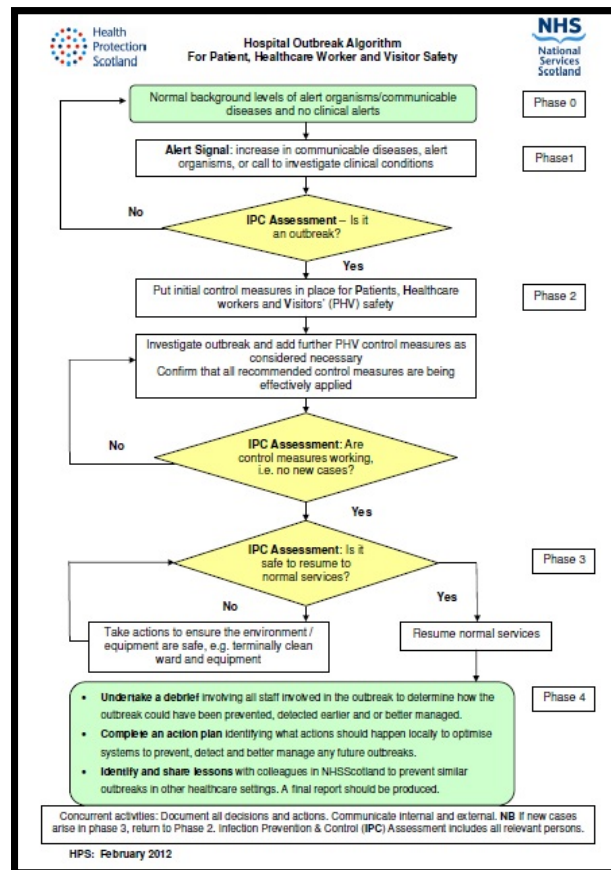 Health
Protection
Scotland
Hospital Outbreak Algorithm
For Patient, Healthcare Worker and Visitor Safety
NHS
National
Services
Scotland
Normal background levels of alert organisms/communicable
diseases and no clinical alerts
Phase 0
Alert Signal: increase in communicable diseases, alert
organisms, or call to investigate clinical conditions
Phase1
No
IPC Assessment – Is it
an outbreak?
Yes
Put initial control measures in place for Patients, Healthcare
workers and Visitors' (PHV) safety
Phase 2
Investigate outbreak and add further PHV control measures as
considered necessary
Confirm that all recommended control measures are being
effectively applied
No
IPC Assessment: Are
control measures working,
i.e. no new cases?
Yes
IPC Assessment: Is it
safe to resume to
normal services?
Phase 3
No
Yes
Take actions to ensure the environment /
equipment are safe, e.g. terminally clean
ward and equipment
Resume normal services
Phase 4
• Undertake a debrief involving all staff involved in the outbreak to determine how the
outbreak could have been prevented, detected earlier and or better managed.
• Complete an action plan identifying what actions should happen locally to optimise
systems to prevent, detect and better manage any future outbreaks.
• Identify and share lessons with colleagues in NHSScotland to prevent similar
outbreaks in other healthcare settings. A final report should be produced.
Concurrent activities: Document all decisions and actions. Communicate internal and external. NB If new cases
arise in phase 3, return to Phase 2. Infection Prevention & Control (IPC) Assessment includes all relevant persons.
HPS: February 2012